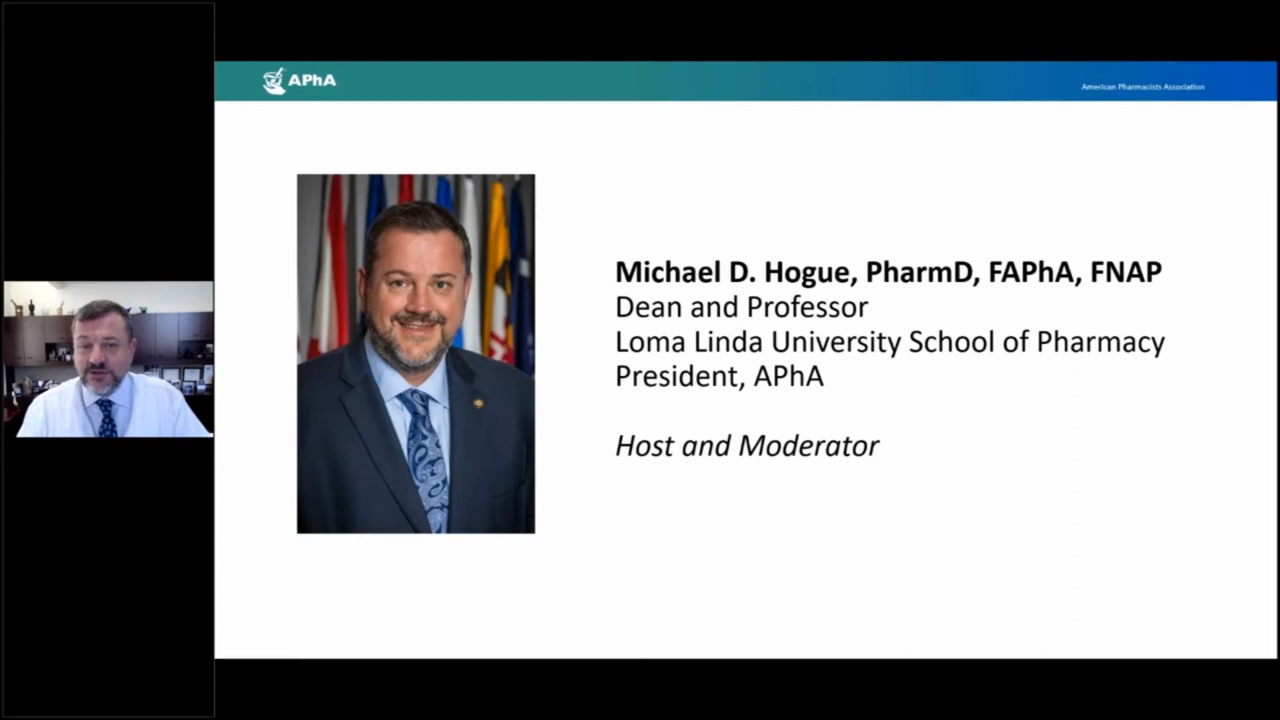 APhA
American Pharmacists Association
Michael D. Hogue, PharmD, FAPhA, FNAP
Dean and Professor
Loma Linda University School of Pharmacy
President, APhA
Host and Moderator